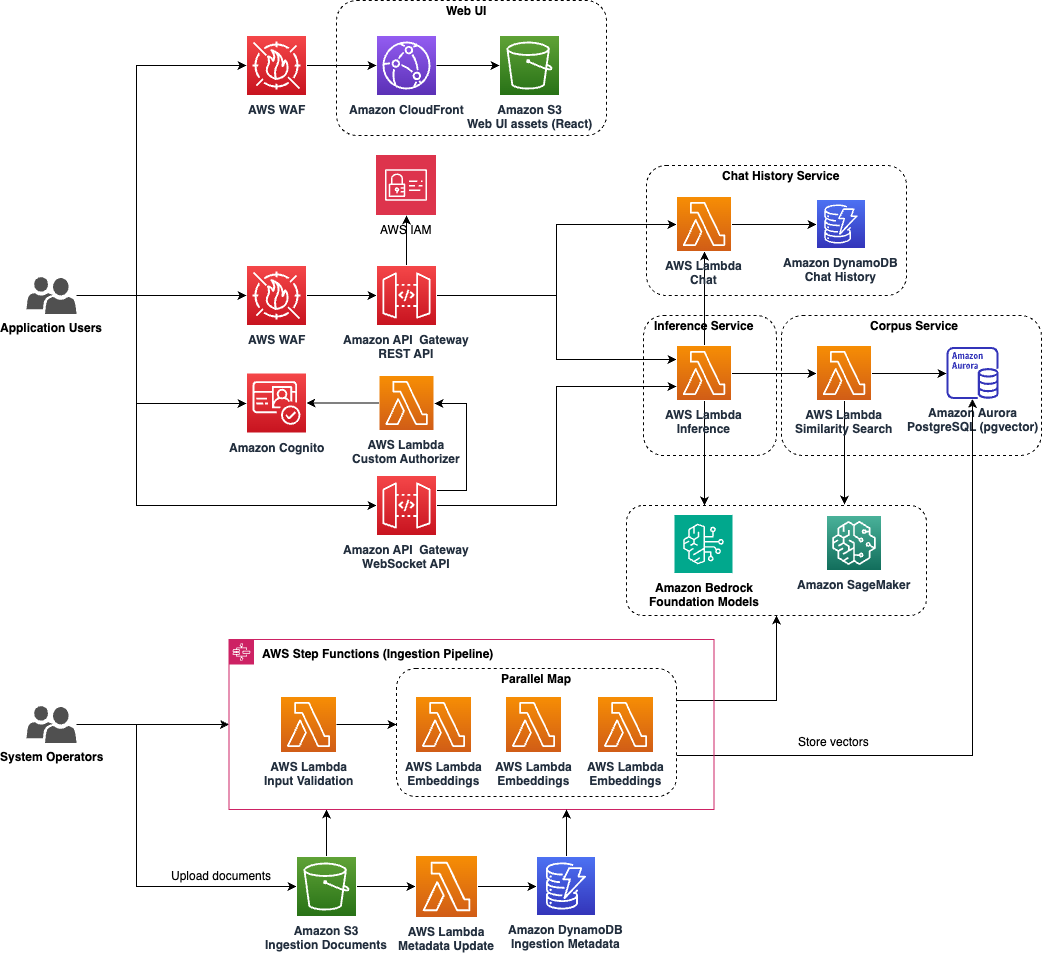 Web UI
AWS WAF
Amazon CloudFront
Amazon S3
Web UI assets (React)
AWS IAM
Chat History Service
AWS Lambda
Chat
Amazon DynamoDB
Chat History
Application Users
AWS WAF
Amazon API Gateway
REST API
Inference Service
Corpus Service
AWS Lambda
Inference
AWS Lambda
Similarity Search
Amazon
Aurora
Amazon Aurora
PostgreSQL (pgvector)
Amazon Cognito
AWS Lambda
Custom Authorizer
Amazon API Gateway
WebSocket API
Amazon Bedrock
Foundation Models
Amazon SageMaker
AWS Step Functions (Ingestion Pipeline)
Parallel Map
System Operators
AWS Lambda
Input Validation
AWS Lambda
Embeddings
AWS Lambda
Embeddings
AWS Lambda
Embeddings
Store vectors
Upload documents
Amazon S3
Ingestion Documents
AWS Lambda
Metadata Update
Amazon DynamoDB
Ingestion Metadata